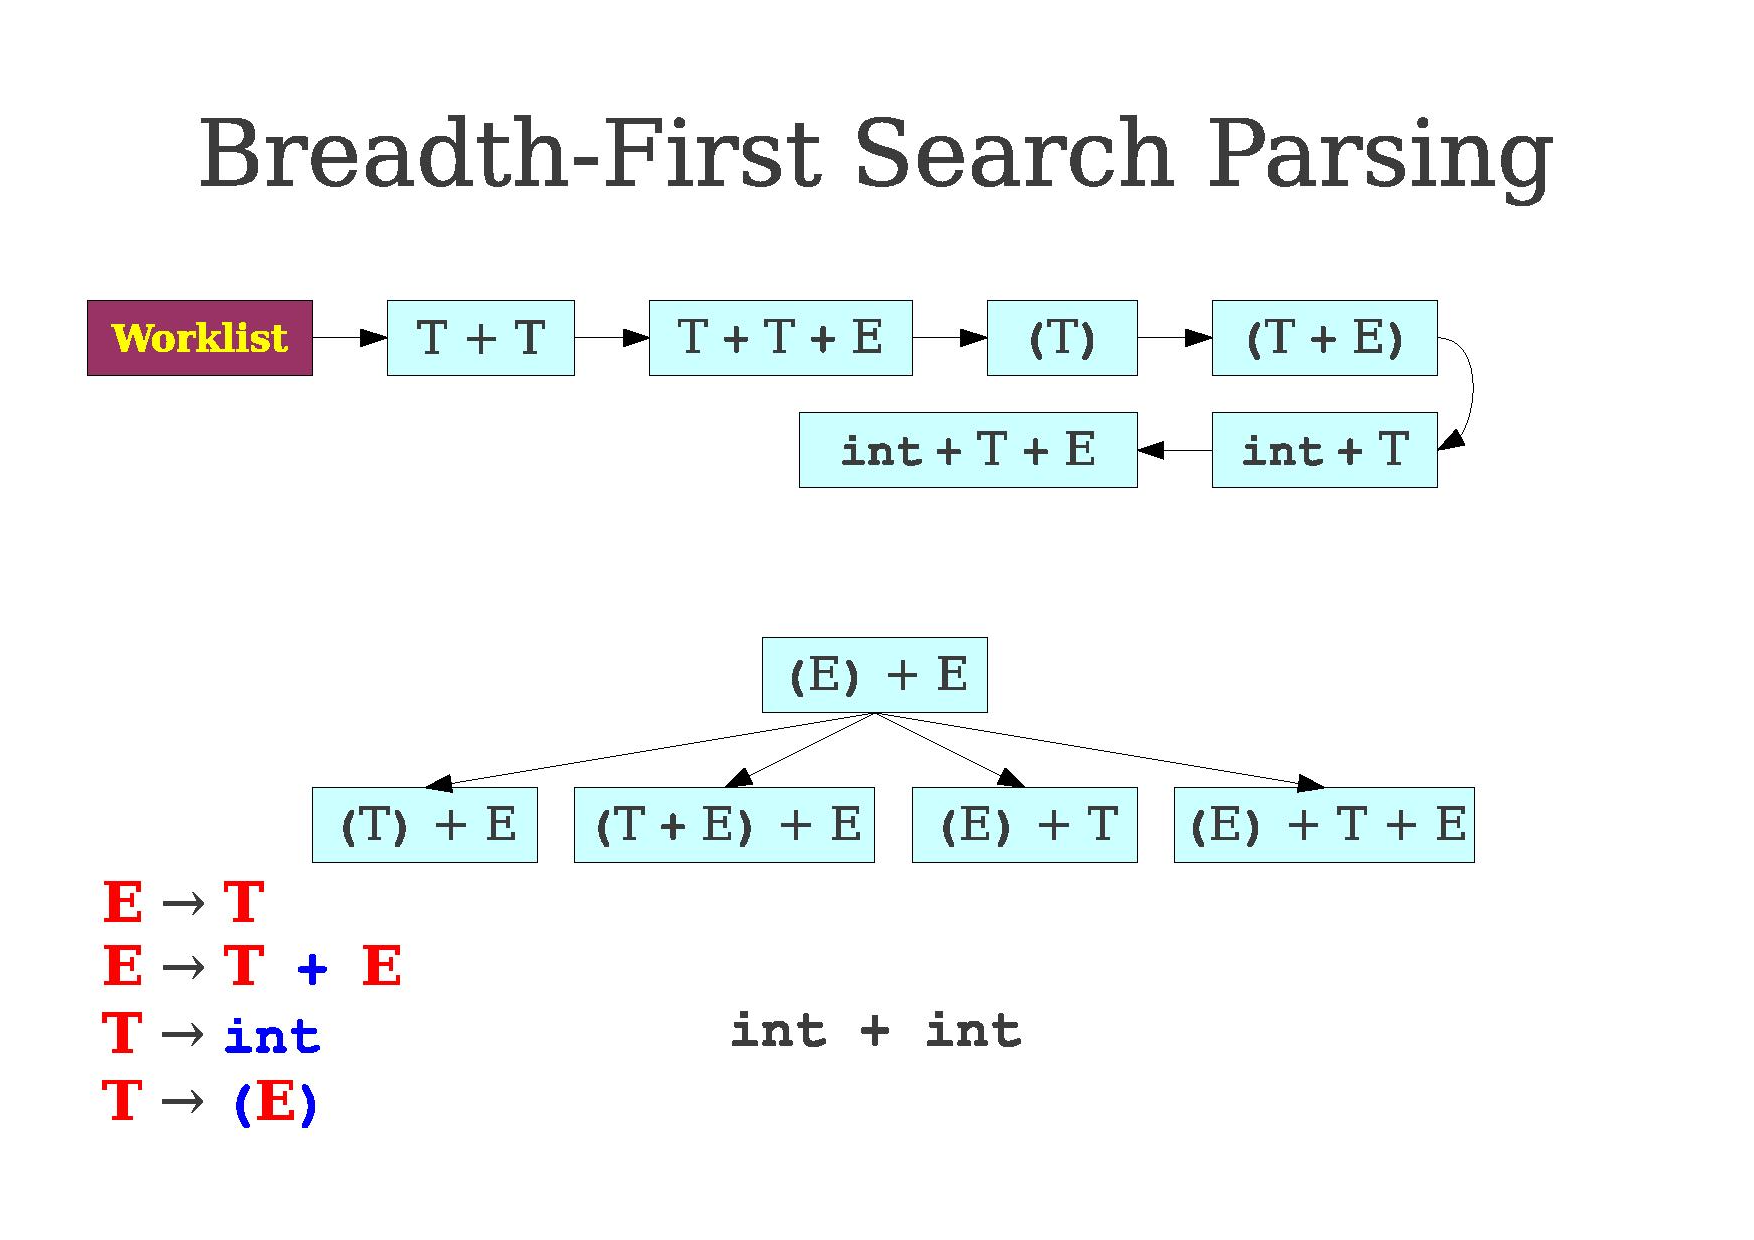 Breadth-First Search Parsing
Worklist T + T T + T + E (T) (T + E)
int + T + E int + T
(E) + E
(T) + E (T + E) + E (E) + T (E) + T + E
E → T
E → T + E
T → int
T → (E)
int + int